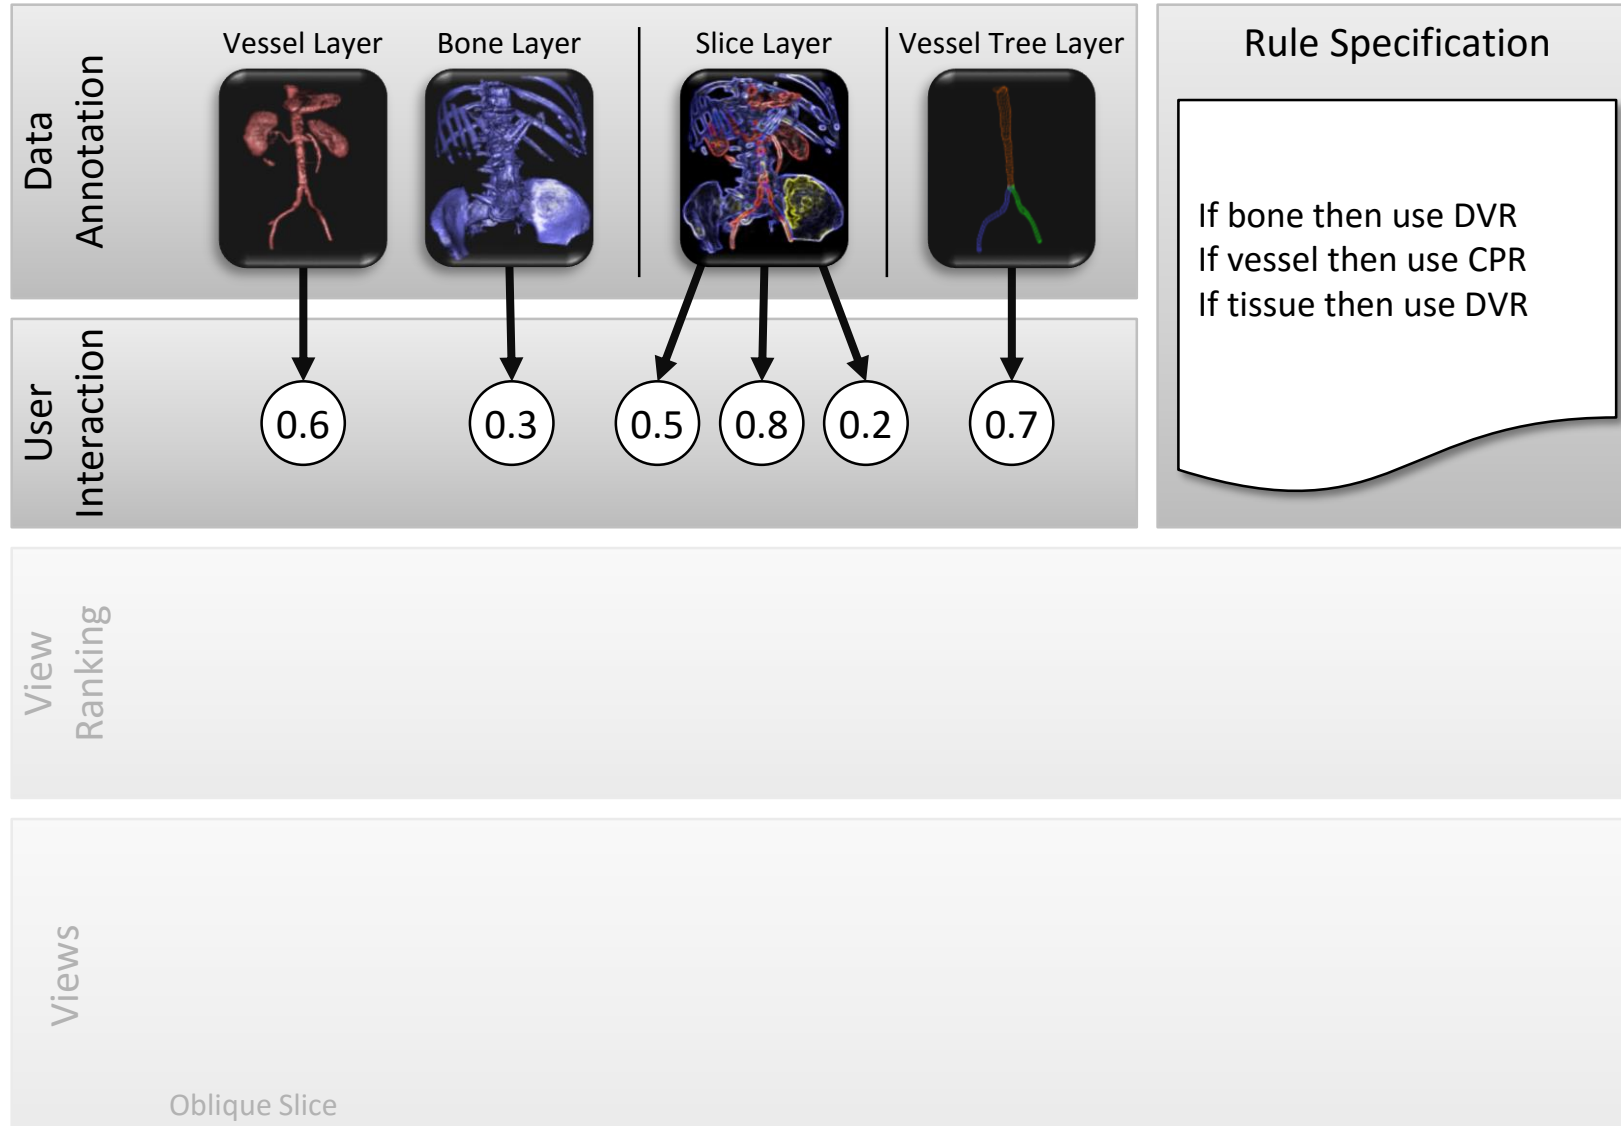 Data
Annotation
Vessel Layer
Bone Layer
Slice Layer
Vessel Tree Layer
Rule Specification
If bone then use DVR
If vessel then use CPR
If tissue then use DVR
User
Interaction
0.6
0.3
0.5
0.8
0.2
0.7
View
Ranking
Views
Oblique Slice